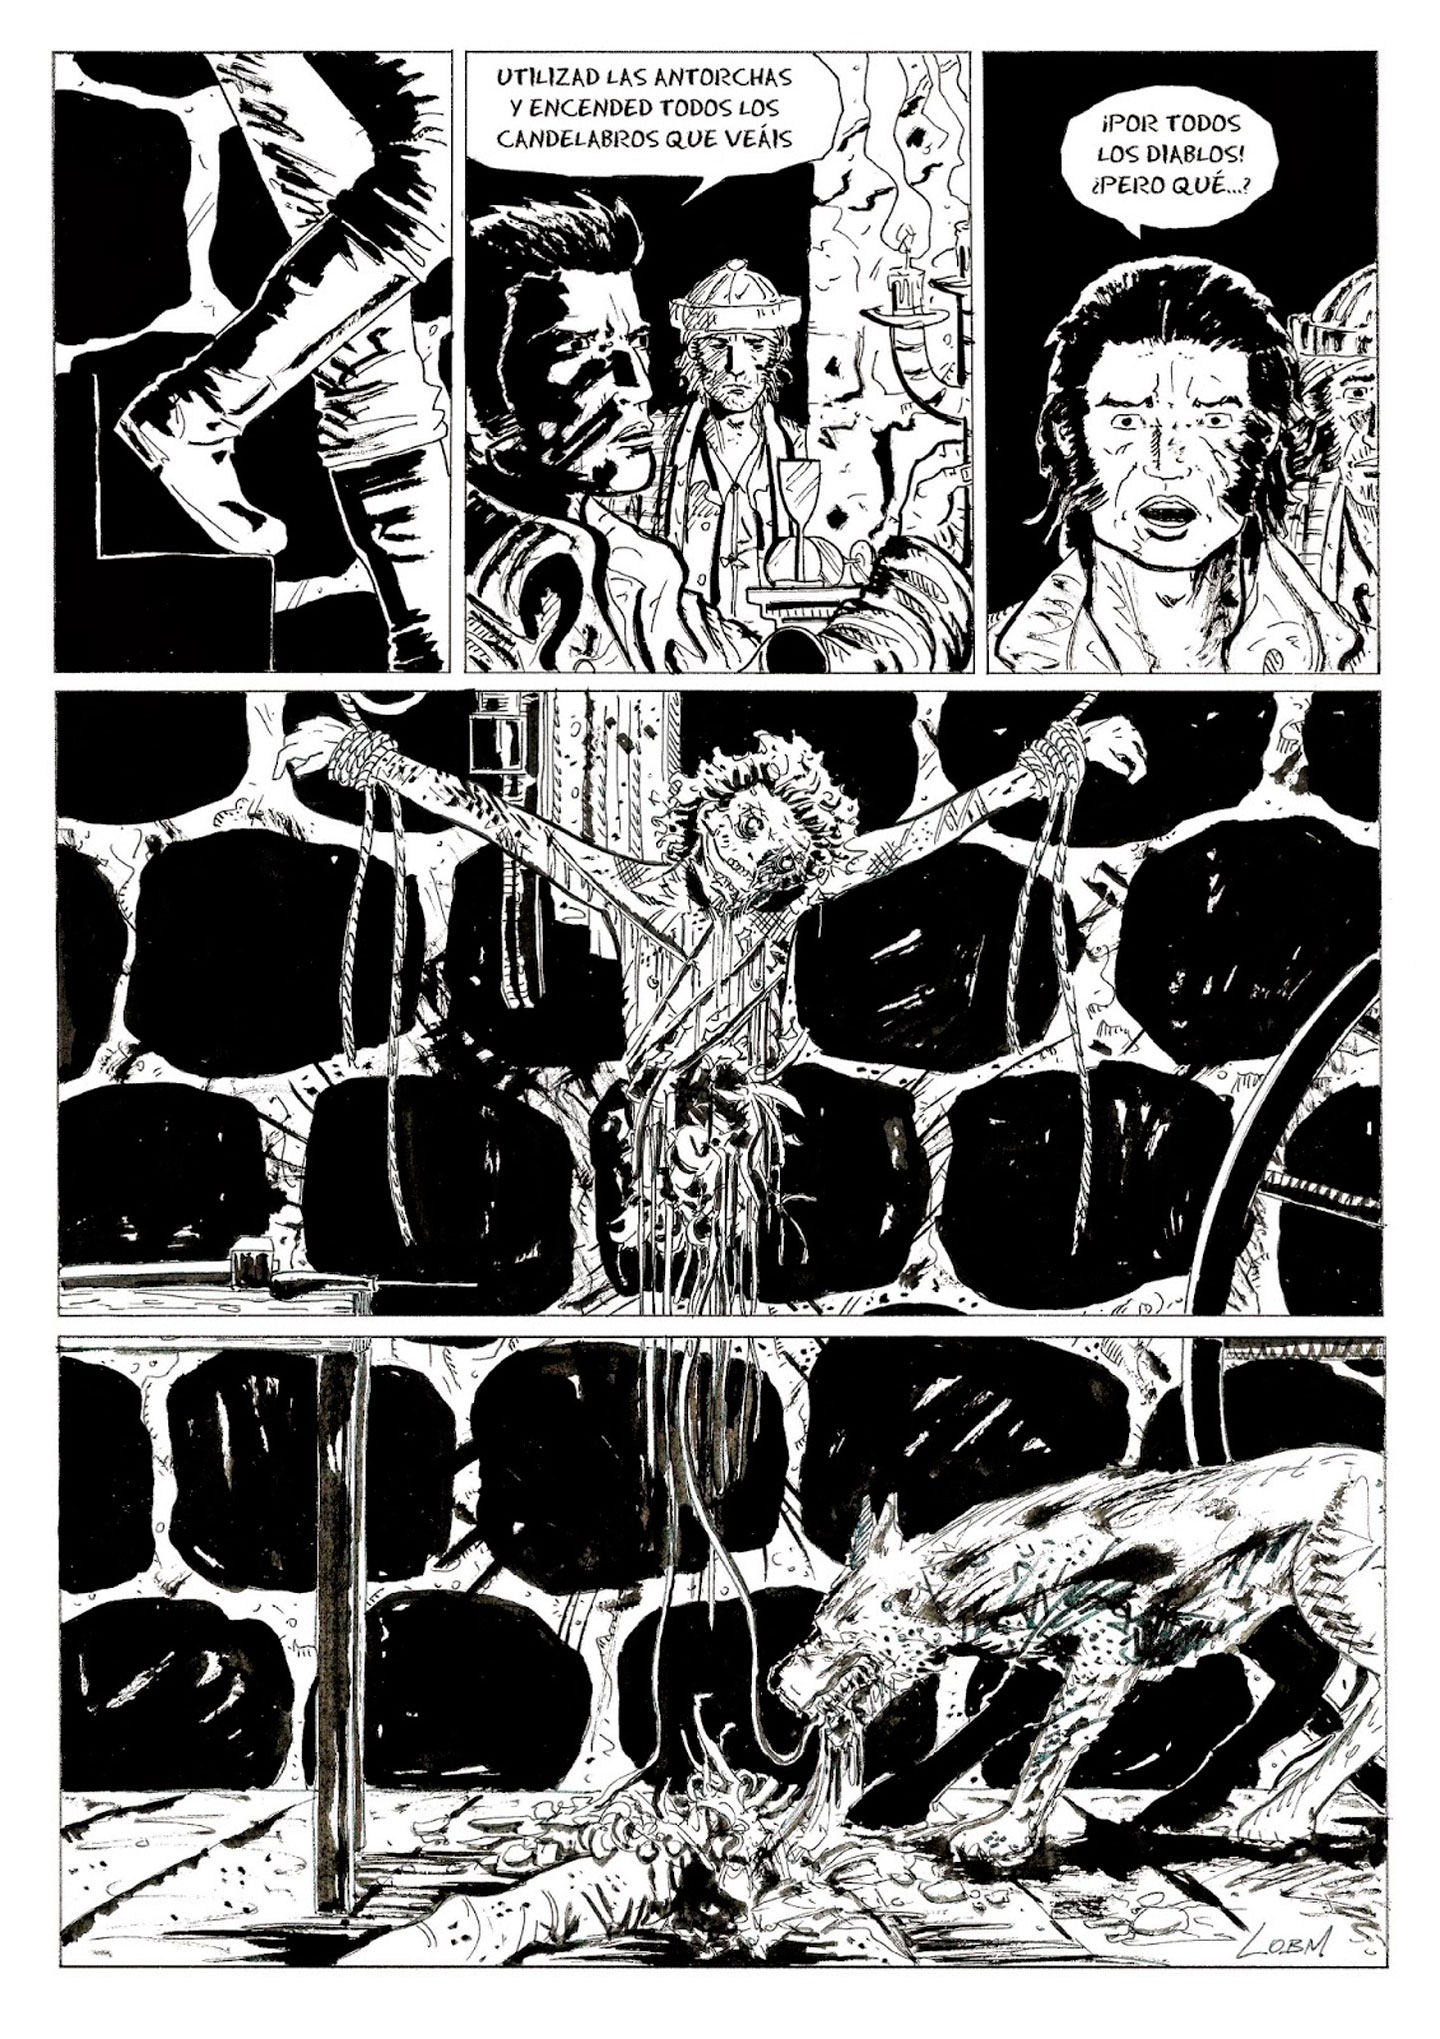 UTILIZAD LAS ANTORCHAS
Y ENCENDED TODOS LOS
CANDELABROS QUE VEÁIS
¡POR TODOS
LOS DIABLOS!
¿PERO QUÉ...?
LOBM